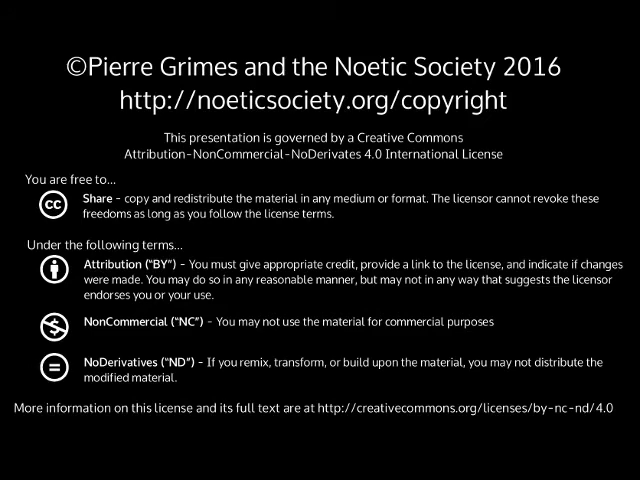 ©Pierre Grimes and the Noetic Society 2016
http://noeticsociety.org/copyright
This presentation is governed by a Creative Commons
Attribution-NonCommercial-NoDerivates 4.0 International License
You are free to...
cc
Share - copy and redistribute the material in any medium or format. The licensor cannot revoke these
freedoms as long as you follow the license terms.
Under the following terms...
Attribution ("BY") - You must give appropriate credit, provide a link to the license, and indicate if changes
were made. You may do so in any reasonable manner, but may not in any way that suggests the licensor
endorses you or your use.
NonCommercial ("NC") - You may not use the material for commercial purposes
NoDerivatives ("ND") - If you remix, transform, or build upon the material, you may not distribute the
modified material.
More information on this license and its full text are at http://creativecommons.org/licenses/by-nc-nd/4.0